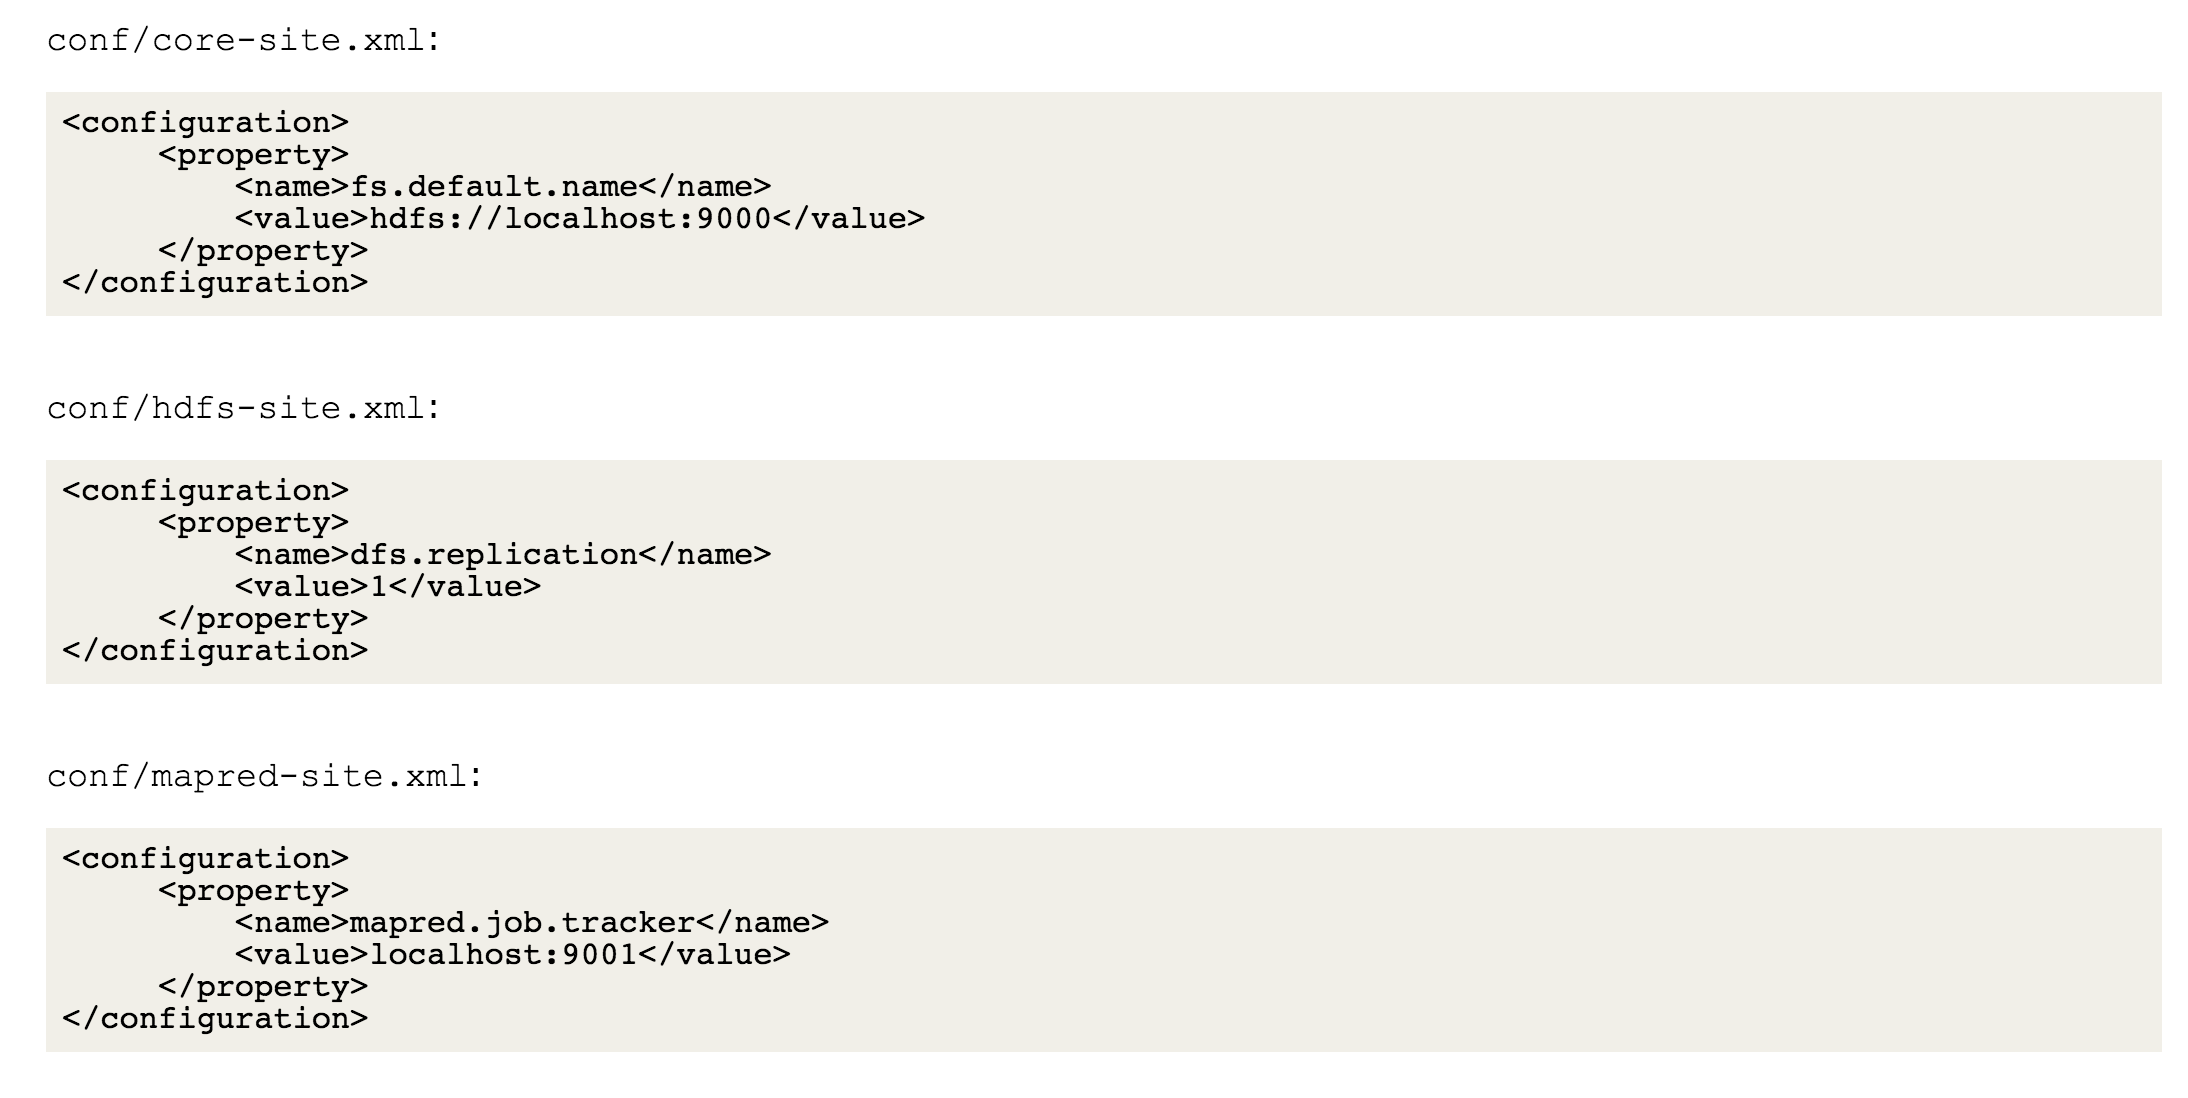 conf/core-site.xml:
<configuration>
     <property>
         <name>fs.default.name</name>
         <value>hdfs://localhost:9000</value>
     </property>
</configuration>
conf/hdfs-site.xml:
<configuration>
     <property>
         <name>dfs.replication</name>
         <value>1</value>
     </property>
</configuration>
conf/mapred-site.xml:
<configuration>
     <property>
         <name>mapred.job.tracker</name>
         <value>localhost:9001</value>
     </property>
</configuration>